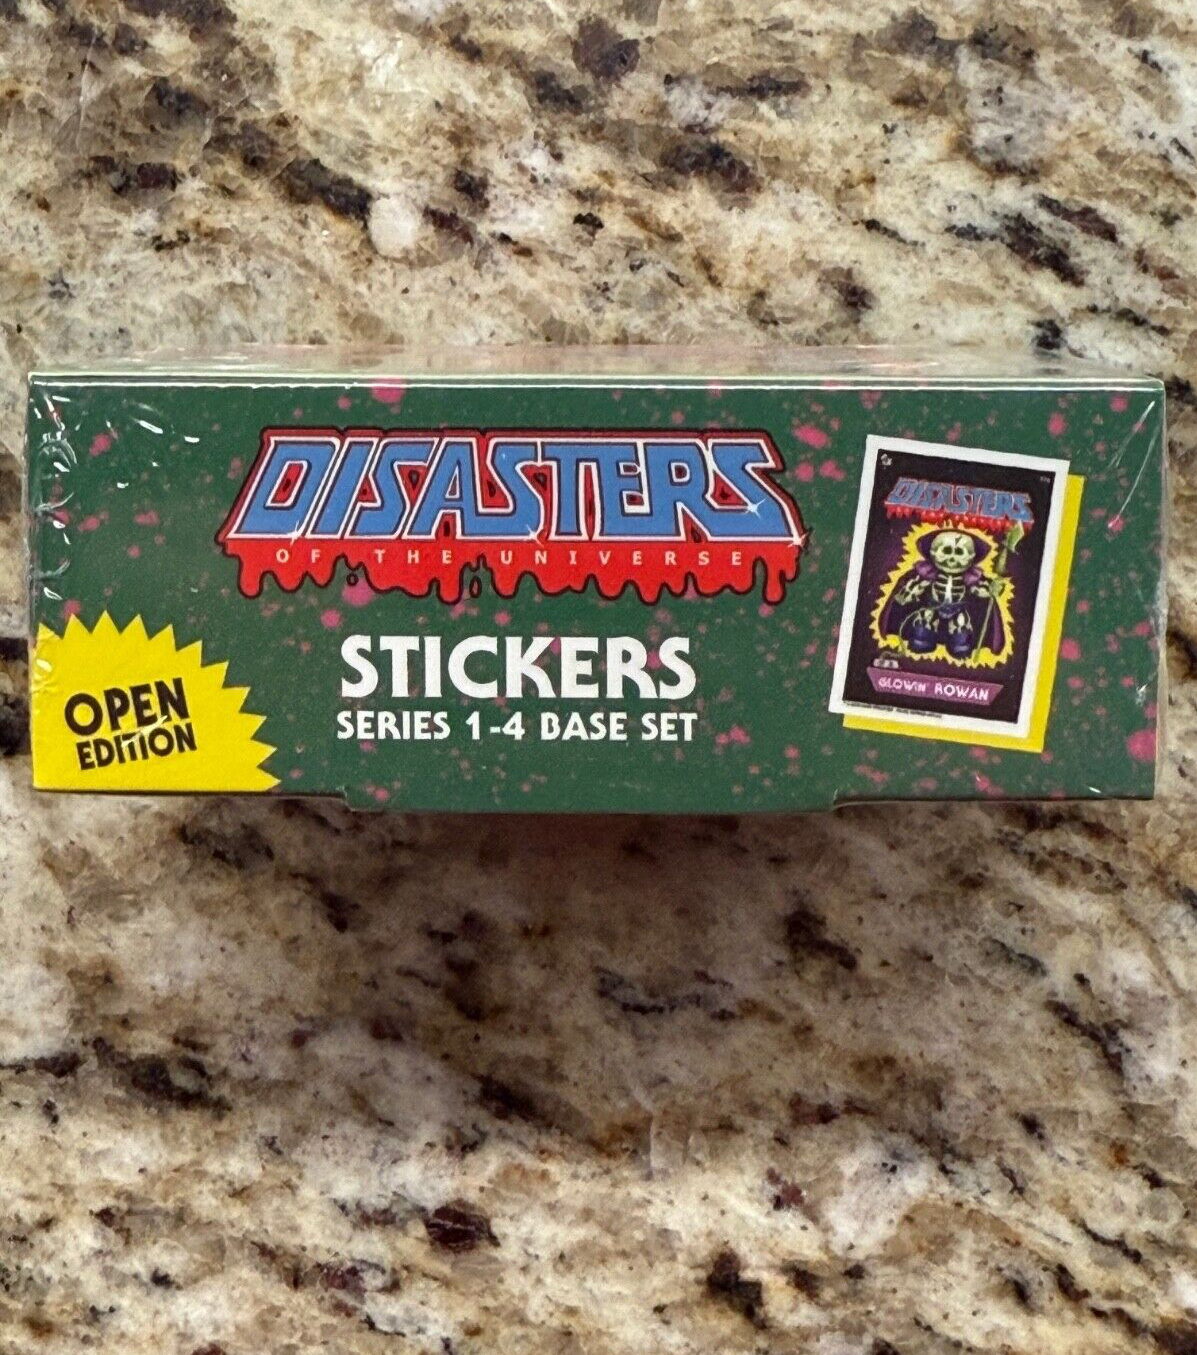 DISASTERS
OF THE UNIVERSE
STICKERS
SERIES 1-4 BASE SET
OPEN
EDITION
DISASTERS
GLOWIN' ROWAN